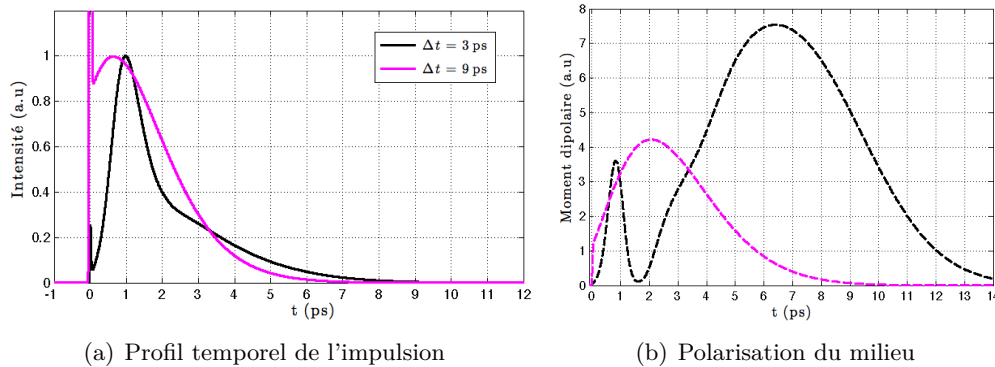 Intensité (a.u)
1
0.8
0.6
0.4
0.2
0
-1 0 1 2 3 4 5 6 7 8 9 10 11 12
t (ps)
Δt = 3 ps
Δt = 9 ps
(a) Profil temporel de l'impulsion
Moment dipolaire (a.u)
8
7
6
5
4
3
2
1
0
0 1 2 3 4 5 6 7 8 9 10 11 12 13 14
t (ps)
(b) Polarisation du milieu